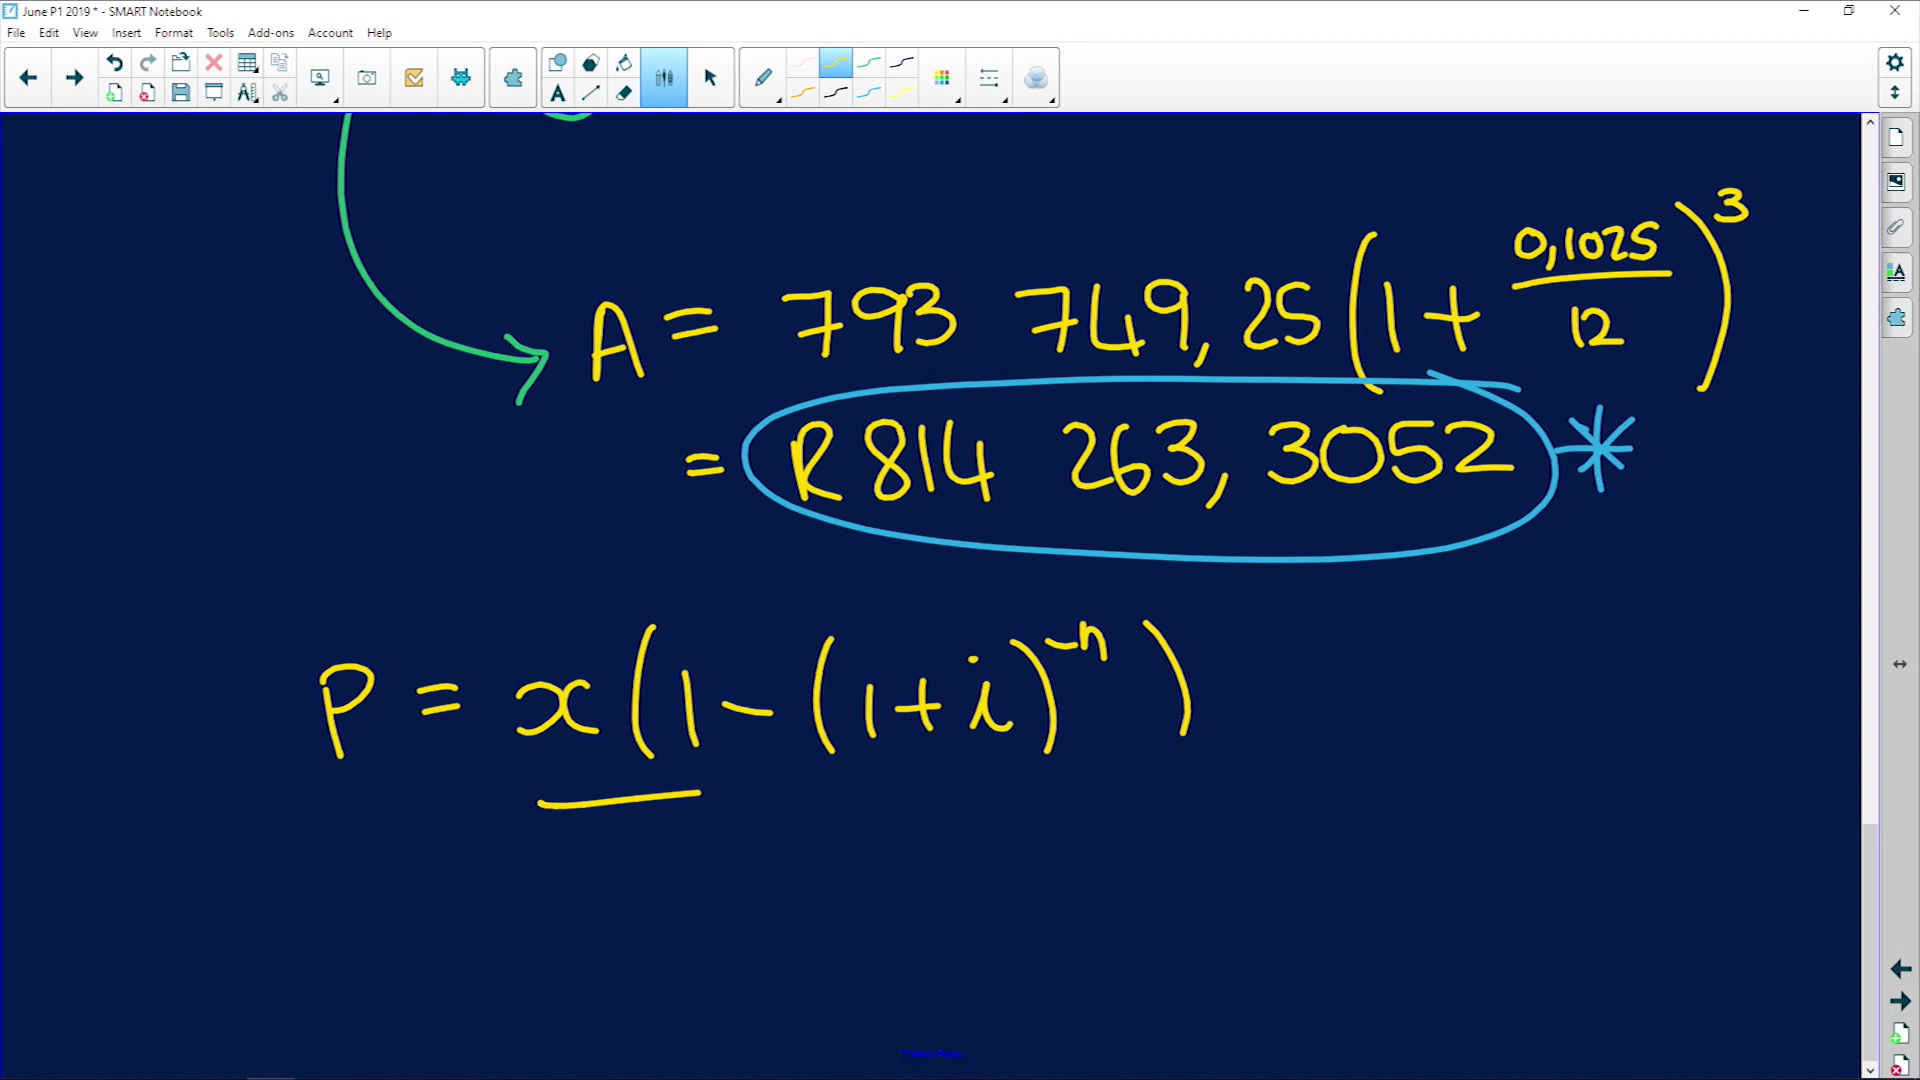 June P1 2019 * - SMART Notebook
File Edit View Insert Format Tools Add-ons Account Help
A = 793 749,25 (1 + 0,1025/12)^3
= R 814 263,3052 *
P = x(1 - (1 + i)^-n)